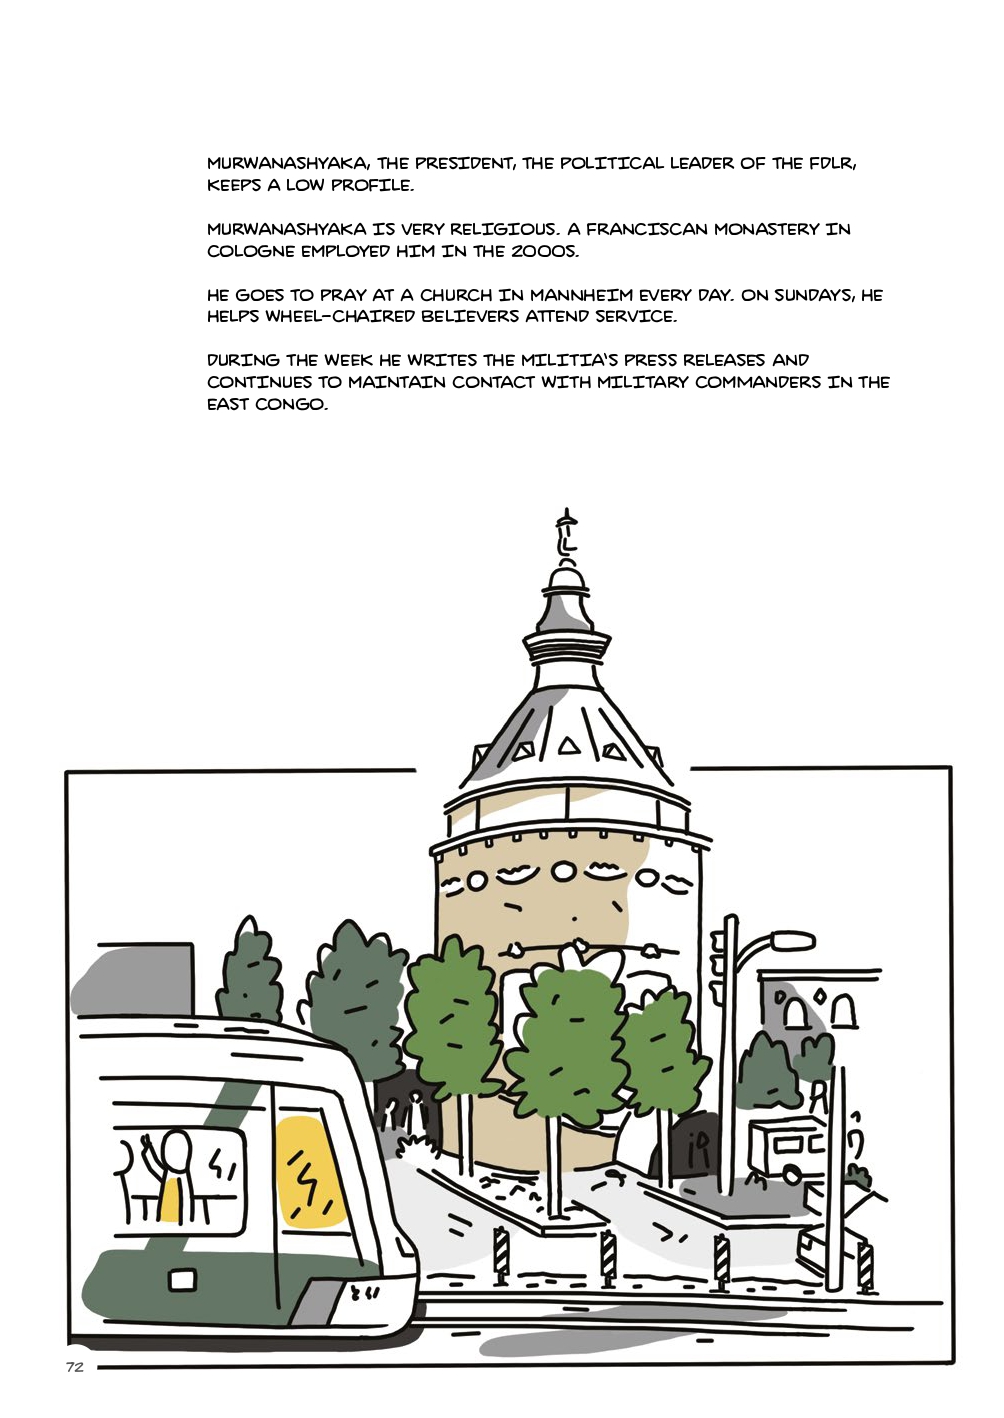 MURWANASHYAKA, THE PRESIDENT, THE POLITICAL LEADER OF THE FDLR,
KEEPS A LOW PROFILE.
MURWANASHYAKA IS VERY RELIGIOUS. A FRANCISCAN MONASTERY IN
COLOGNE EMPLOYED HIM IN THE 2000S.
HE GOES TO PRAY AT A CHURCH IN MANNHEIM EVERY DAY. ON SUNDAYS, HE
HELPS WHEEL-CHAIRED BELIEVERS ATTEND SERVICE.
DURING THE WEEK HE WRITES THE MILITIA'S PRESS RELEASES AND
CONTINUES TO MAINTAIN CONTACT WITH MILITARY COMMANDERS IN THE
EAST CONGO.
72